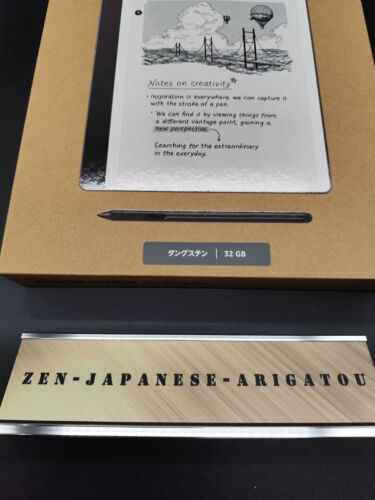 Notes on creativity
• Inspiration is everywhere, we can capture it
with the stroke of a pen.
• We can find it by viewing things from
a different vantage point, gaining a
new perspective.
Searching for the extraordinary
in the everyday.
タングステン | 32 GB
ZEN-JAPANESE-ARIGATOU